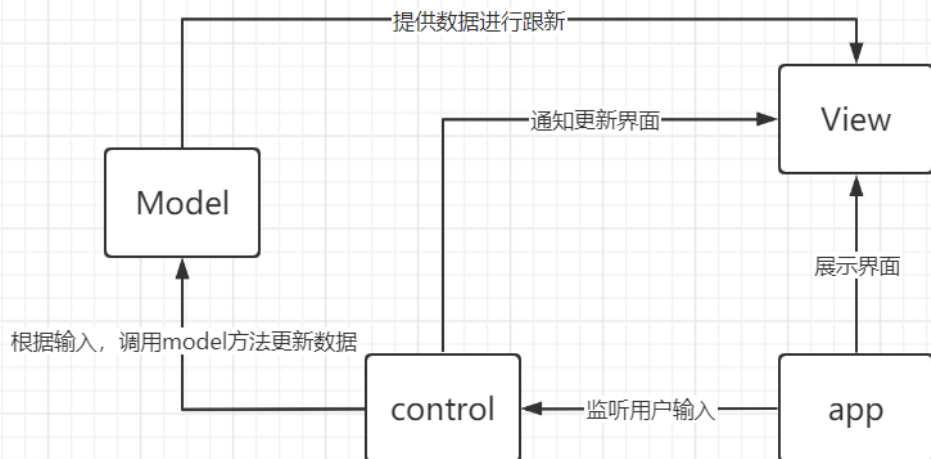 提供数据进行跟新
View
通知更新界面
Model
展示界面
根据输入，调用model方法更新数据
control
监听用户输入
app